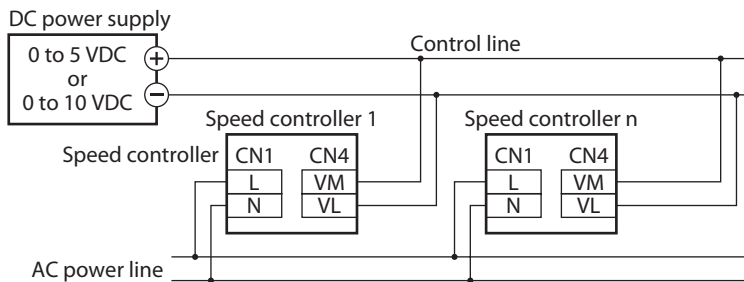 DC power supply
0 to 5 VDC
or
0 to 10 VDC
+
−
Control line
Speed controller 1
Speed controller n
Speed controller
CN1 CN4
L VM
N VL
CN1 CN4
L VM
N VL
AC power line